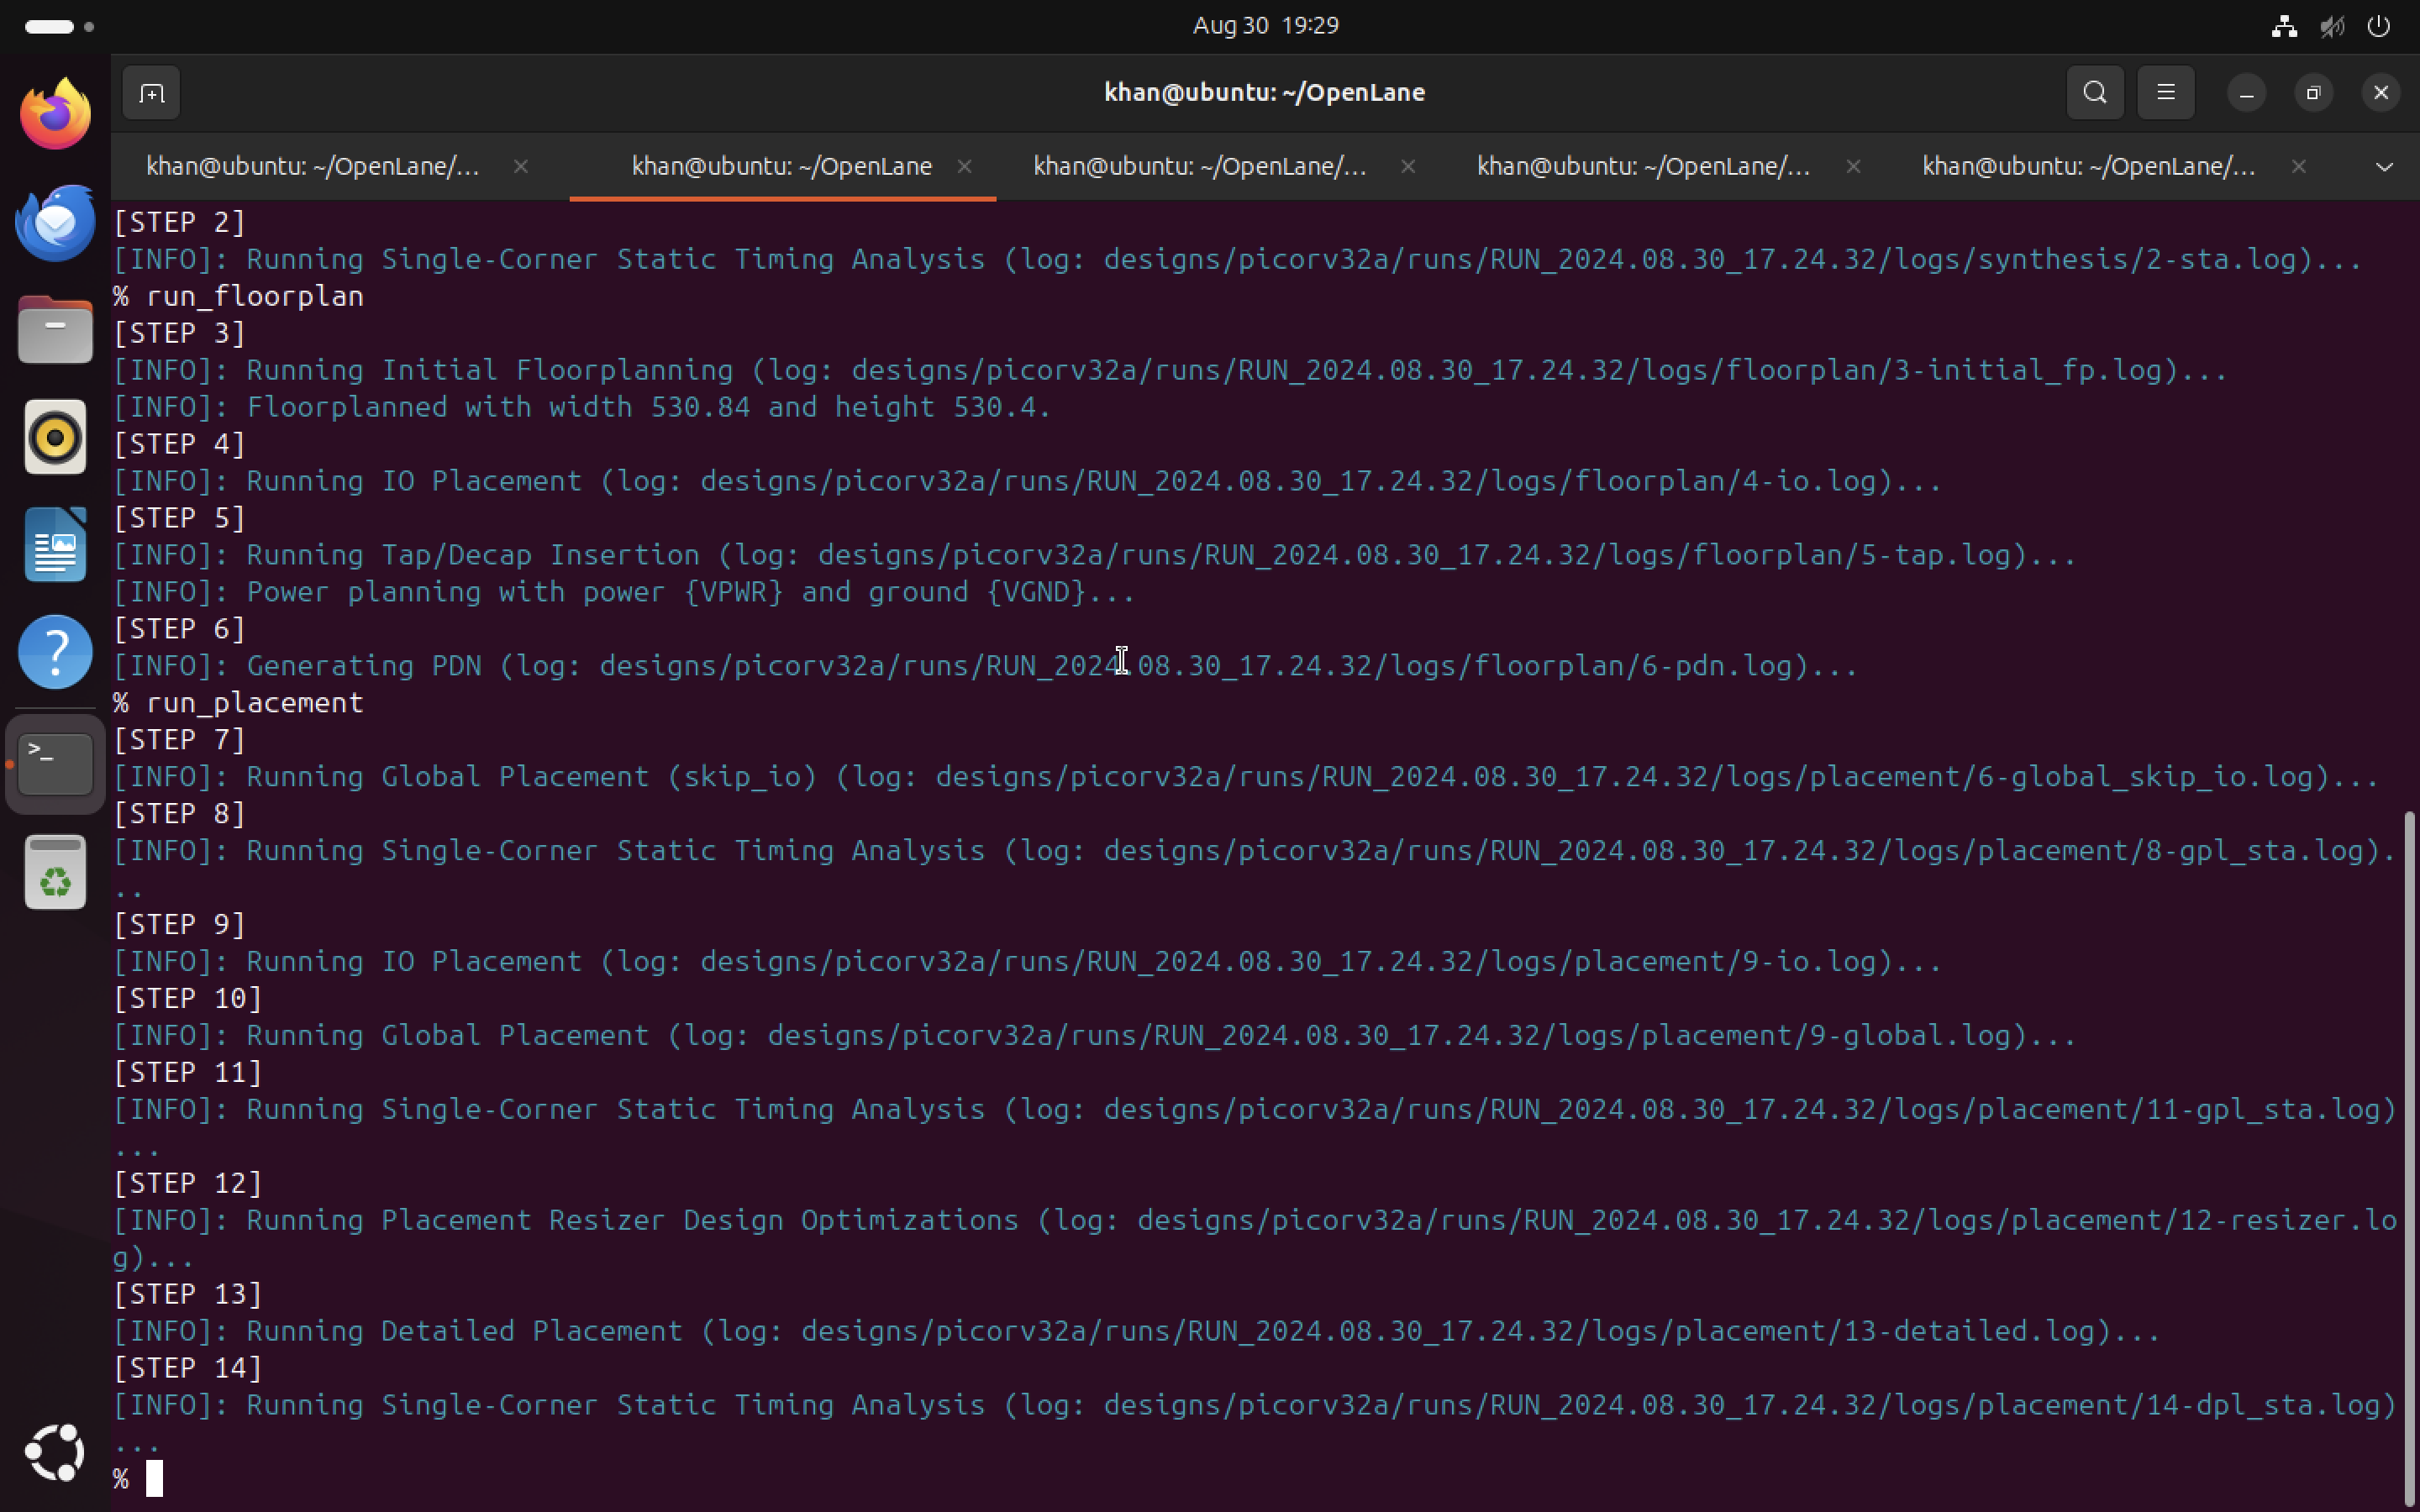 Aug 30 19:29
khan@ubuntu: ~/OpenLane
khan@ubuntu: ~/OpenLane/...
khan@ubuntu: ~/OpenLane
khan@ubuntu: ~/OpenLane/...
khan@ubuntu: ~/OpenLane/...
khan@ubuntu: ~/OpenLane/...
[STEP 2]
[INFO]: Running Single-Corner Static Timing Analysis (log: designs/picorv32a/runs/RUN_2024.08.30_17.24.32/logs/synthesis/2-sta.log)...
% run_floorplan
[STEP 3]
[INFO]: Running Initial Floorplanning (log: designs/picorv32a/runs/RUN_2024.08.30_17.24.32/logs/floorplan/3-initial_fp.log)...
[INFO]: Floorplanned with width 530.84 and height 530.4.
[STEP 4]
[INFO]: Running IO Placement (log: designs/picorv32a/runs/RUN_2024.08.30_17.24.32/logs/floorplan/4-io.log)...
[STEP 5]
[INFO]: Running Tap/Decap Insertion (log: designs/picorv32a/runs/RUN_2024.08.30_17.24.32/logs/floorplan/5-tap.log)...
[INFO]: Power planning with power {VPWR} and ground {VGND}...
[STEP 6]
[INFO]: Generating PDN (log: designs/picorv32a/runs/RUN_2024.08.30_17.24.32/logs/floorplan/6-pdn.log)...
% run_placement
[STEP 7]
[INFO]: Running Global Placement (skip_io) (log: designs/picorv32a/runs/RUN_2024.08.30_17.24.32/logs/placement/6-global_skip_io.log)...
[STEP 8]
[INFO]: Running Single-Corner Static Timing Analysis (log: designs/picorv32a/runs/RUN_2024.08.30_17.24.32/logs/placement/8-gpl_sta.log).
..
[STEP 9]
[INFO]: Running IO Placement (log: designs/picorv32a/runs/RUN_2024.08.30_17.24.32/logs/placement/9-io.log)...
[STEP 10]
[INFO]: Running Global Placement (log: designs/picorv32a/runs/RUN_2024.08.30_17.24.32/logs/placement/9-global.log)...
[STEP 11]
[INFO]: Running Single-Corner Static Timing Analysis (log: designs/picorv32a/runs/RUN_2024.08.30_17.24.32/logs/placement/11-gpl_sta.log)
...
[STEP 12]
[INFO]: Running Placement Resizer Design Optimizations (log: designs/picorv32a/runs/RUN_2024.08.30_17.24.32/logs/placement/12-resizer.lo
g)...
[STEP 13]
[INFO]: Running Detailed Placement (log: designs/picorv32a/runs/RUN_2024.08.30_17.24.32/logs/placement/13-detailed.log)...
[STEP 14]
[INFO]: Running Single-Corner Static Timing Analysis (log: designs/picorv32a/runs/RUN_2024.08.30_17.24.32/logs/placement/14-dpl_sta.log)
...
%